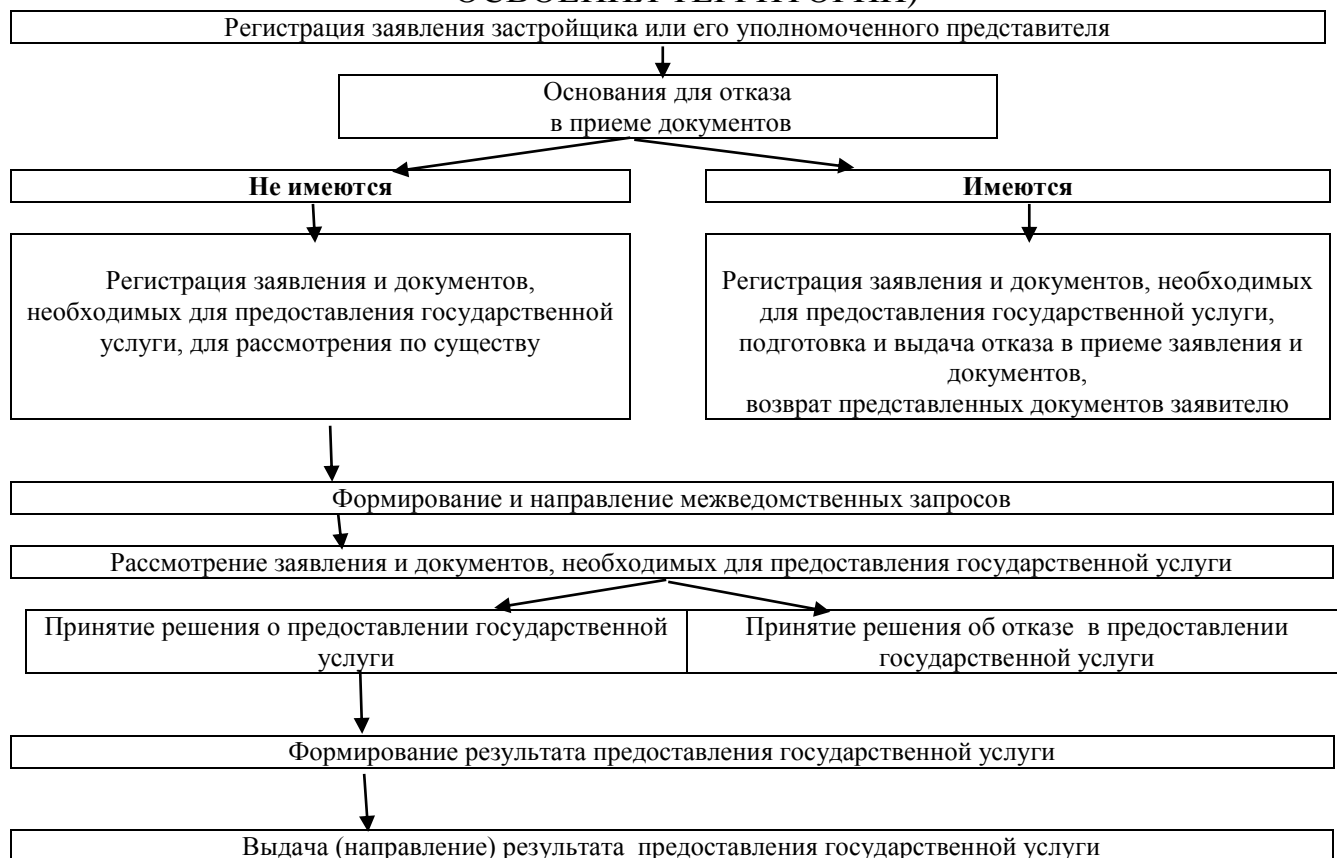 ОСВОЕНИЯ ТЕРРИТОРИИ)
Регистрация заявления застройщика или его уполномоченного представителя
Основания для отказа
в приеме документов
Не имеются
Имеются
Регистрация заявления и документов,
необходимых для предоставления государственной
услуги, для рассмотрения по существу
Регистрация заявления и документов, необходимых
для предоставления государственной услуги,
подготовка и выдача отказа в приеме заявления и
документов,
возврат представленных документов заявителю
Формирование и направление межведомственных запросов
Рассмотрение заявления и документов, необходимых для предоставления государственной услуги
Принятие решения о предоставлении государственной
услуги
Принятие решения об отказе в предоставлении
государственной услуги
Формирование результата предоставления государственной услуги
Выдача (направление) результата предоставления государственной услуги